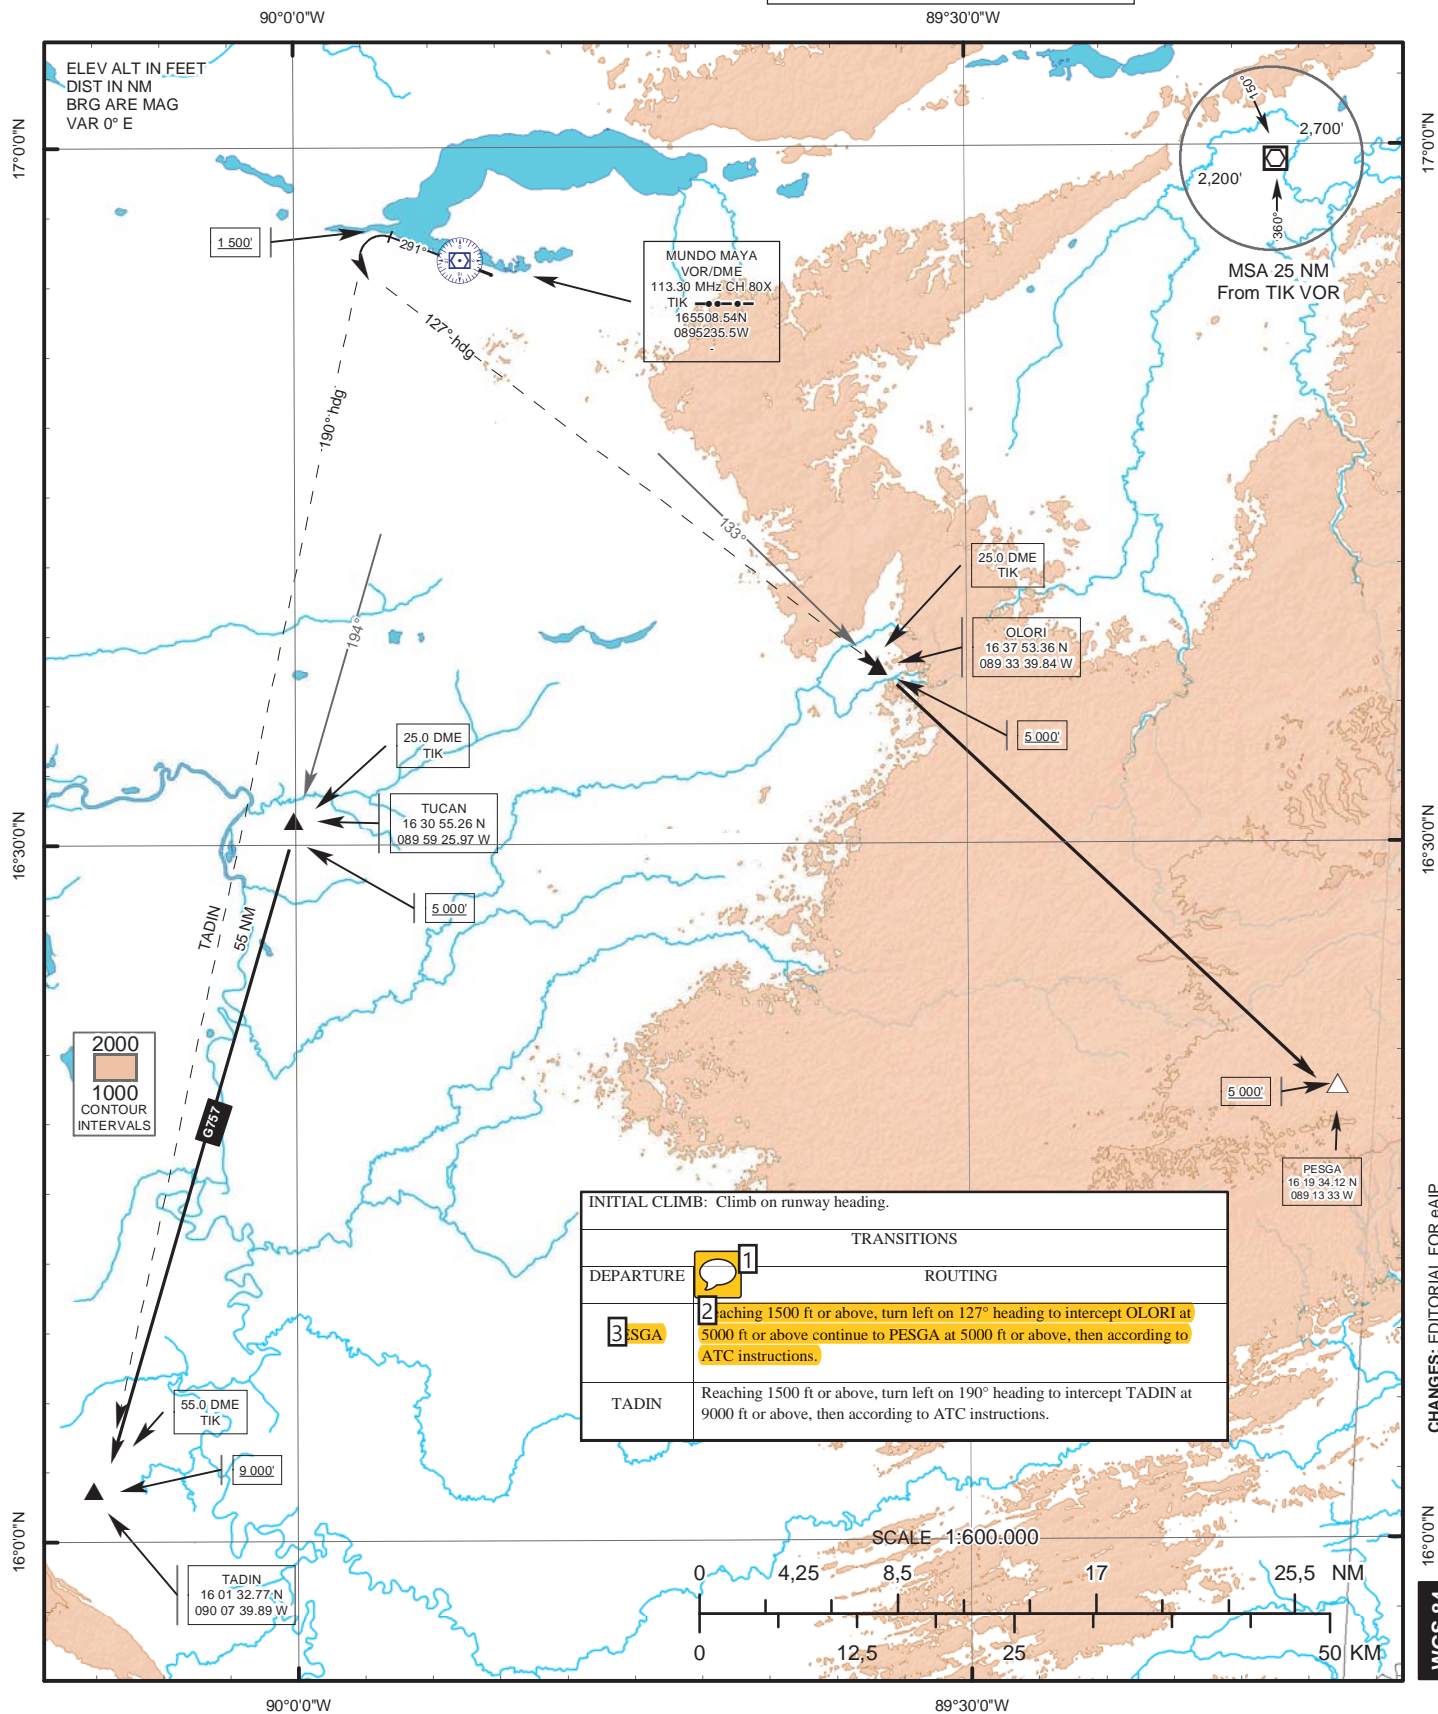 90°0'0"W
89°30'0"W
ELEV ALT IN FEET
DIST IN NM
BRG ARE MAG
VAR 0° E
17°0'0"N
17°0'0"N
150°
2,700'
2,200'
360°
MSA 25 NM
From TIK VOR
1 500'
291°
MUNDO MAYA
VOR/DME
113.30 MHz CH 80X
TIK
165508.54N
0895235.5W
-
127° hdg
190° hdg
133°
194°
25.0 DME
TIK
OLORI
16 37 53.36 N
089 33 39.84 W
5 000'
25.0 DME
TIK
TUCAN
16 30 55.26 N
089 59 25.97 W
5 000'
16°30'0"N
16°30'0"N
TADIN
55 NM
2000
1000
CONTOUR
INTERVALS
G757
5 000'
PESGA
16 19 34.12 N
089 13 33 W
INITIAL CLIMB: Climb on runway heading.
TRANSITIONS
1
DEPARTURE ROUTING
2
3
eaching 1500 ft or above, turn left on 127° heading to intercept OLORI at
ESGA 5000 ft or above continue to PESGA at 5000 ft or above, then according to
ATC instructions.
Reaching 1500 ft or above, turn left on 190° heading to intercept TADIN at
TADIN 9000 ft or above, then according to ATC instructions.
55.0 DME
TIK
9 000'
TADIN
16 01 32.77 N
090 07 39.89 W
16°0'0"N
16°0'0"N
SCALE 1:600.000
0 4,25 8,5 17 25,5 NM
0 12,5 25 50 KM
90°0'0"W
89°30'0"W
CHANGES: EDITORIAL FOR eAIP
WGS-84